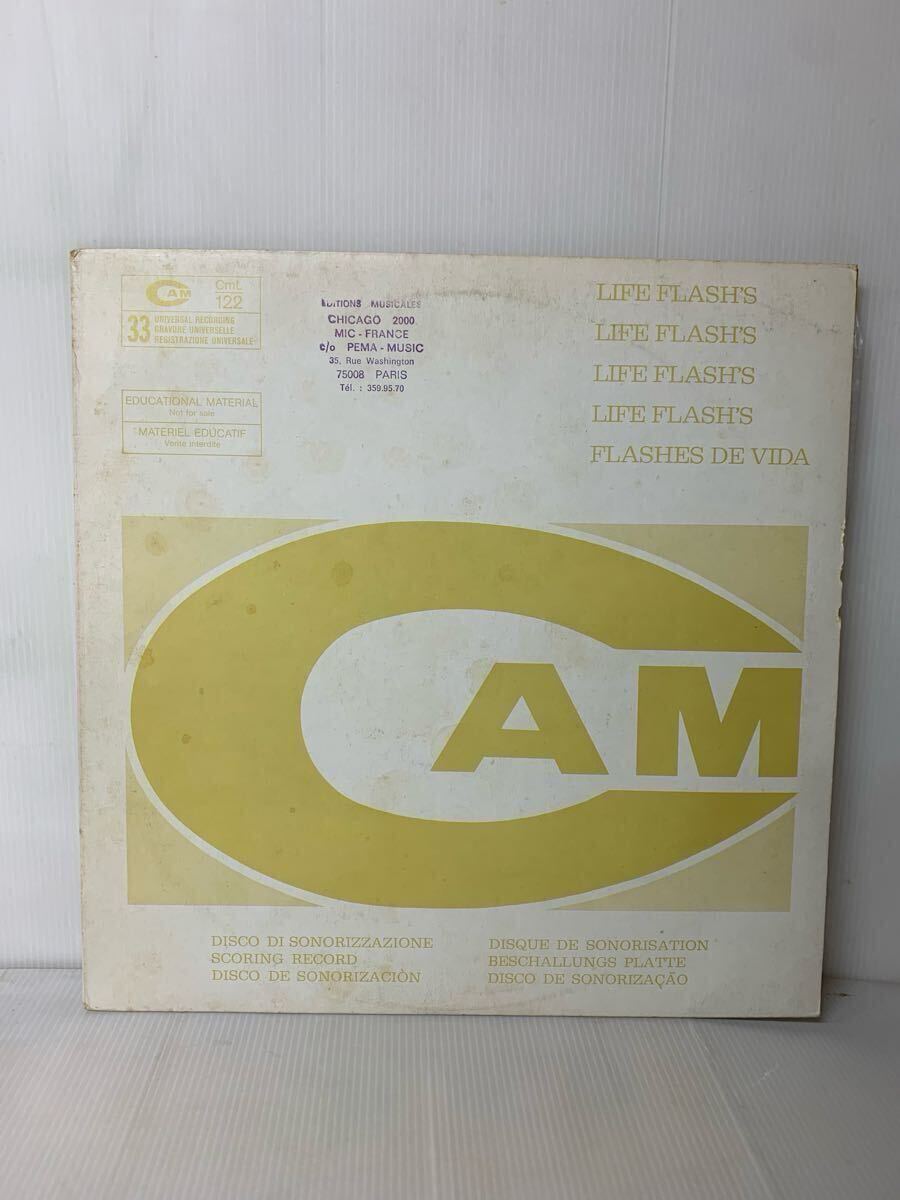 CAM
Cmt.
122
33 UNIVERSAL RECORDING
GRAVURE UNIVERSELLE
REGISTRAZIONE UNIVERSALE
EDUCATIONAL MATERIAL
Not for sale
MATERIEL EDUCATIF
Vente interdite
EDITIONS MUSICALES
CHICAGO 2000
MIC - FRANCE
c/o PEMA - MUSIC
35, Rue Washington
75008 PARIS
Tél. : 359.95.70
LIFE FLASH'S
LIFE FLASH'S
LIFE FLASH'S
LIFE FLASH'S
FLASHES DE VIDA
CAM
DISCO DI SONORIZZAZIONE
SCORING RECORD
DISCO DE SONORIZACIÒN
DISQUE DE SONORISATION
BESCHALLUNGS PLATTE
DISCO DE SONORIZAÇÃO